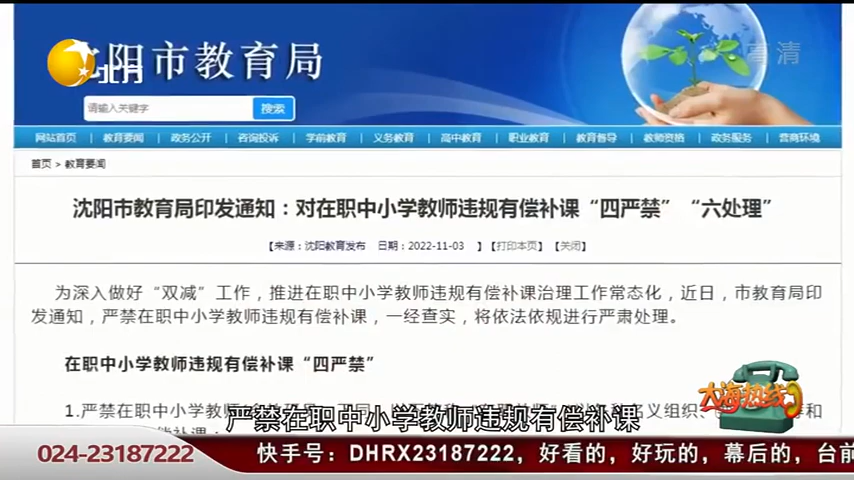 沈阳市教育局
北方
高清
请输入关键字
搜索
网站首页 | 教育要闻 | 政务公开 | 咨询投诉 | 学前教育 | 义务教育 | 高中教育 | 职业教育 | 教育督导 | 教师资格 | 政务服务 | 营商环境
首页 > 教育要闻
沈阳市教育局印发通知：对在职中小学教师违规有偿补课“四严禁”“六处理”
【来源：沈阳教育发布 日期：2022-11-03 】【打印本页】【关闭】
为深入做好“双减”工作，推进在职中小学教师违规有偿补课治理工作常态化，近日，市教育局印
发通知，严禁在职中小学教师违规有偿补课，一经查实，将依法依规进行严肃处理。
在职中小学教师违规有偿补课“四严禁”
1.严禁在职中小学教师
严禁在职中小学教师违规有偿补课
大海热线
024-23187222
快手号：DHRX23187222，好看的，好玩的，幕后的，台前